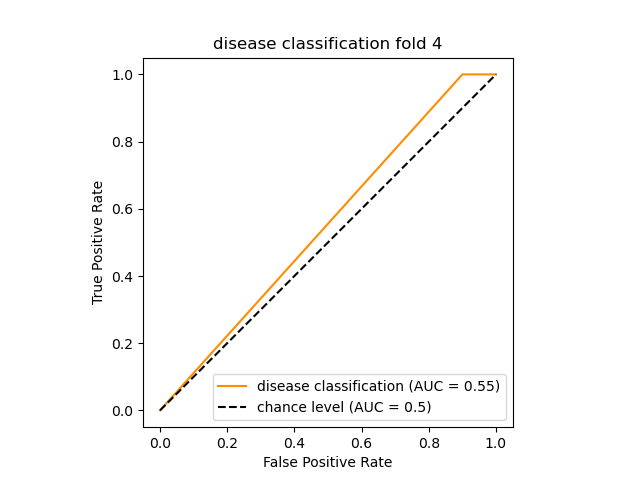 disease classification fold 4
True Positive Rate
1.0
0.8
0.6
0.4
0.2
0.0
disease classification (AUC = 0.55)
chance level (AUC = 0.5)
0.0 0.2 0.4 0.6 0.8 1.0
False Positive Rate